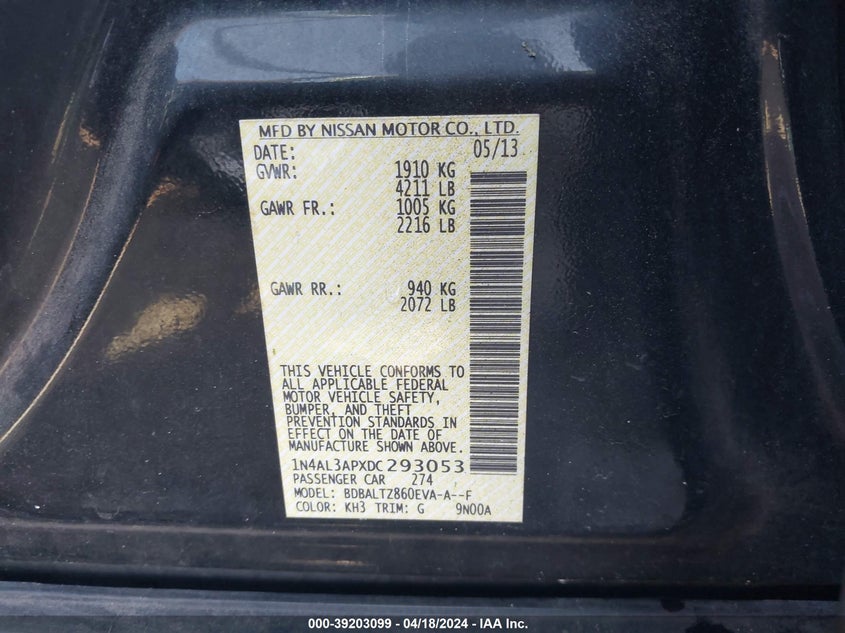 MFD BY NISSAN MOTOR CO., LTD.
DATE: 05/13
GVWR: 1910 KG
4211 LB
GAWR FR.: 1005 KG
2216 LB
GAWR RR.: 940 KG
2072 LB
THIS VEHICLE CONFORMS TO
ALL APPLICABLE FEDERAL
MOTOR VEHICLE SAFETY,
BUMPER, AND THEFT
PREVENTION STANDARDS IN
EFFECT ON THE DATE OF
MANUFACTURE SHOWN ABOVE.
1N4AL3APXDC293053
PASSENGER CAR 274
MODEL: BDBALTZ860EVA-A--F
COLOR: KH3 TRIM: G 9N00A
000-39203099 - 04/18/2024 - IAA Inc.